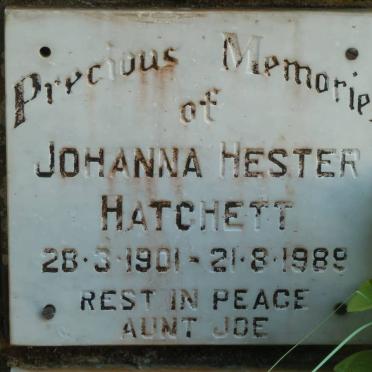 Precious Memories
of
JOHANNA HESTER
HATCHETT
28·3·1901 - 21·8·1989
REST IN PEACE
AUNT JOE